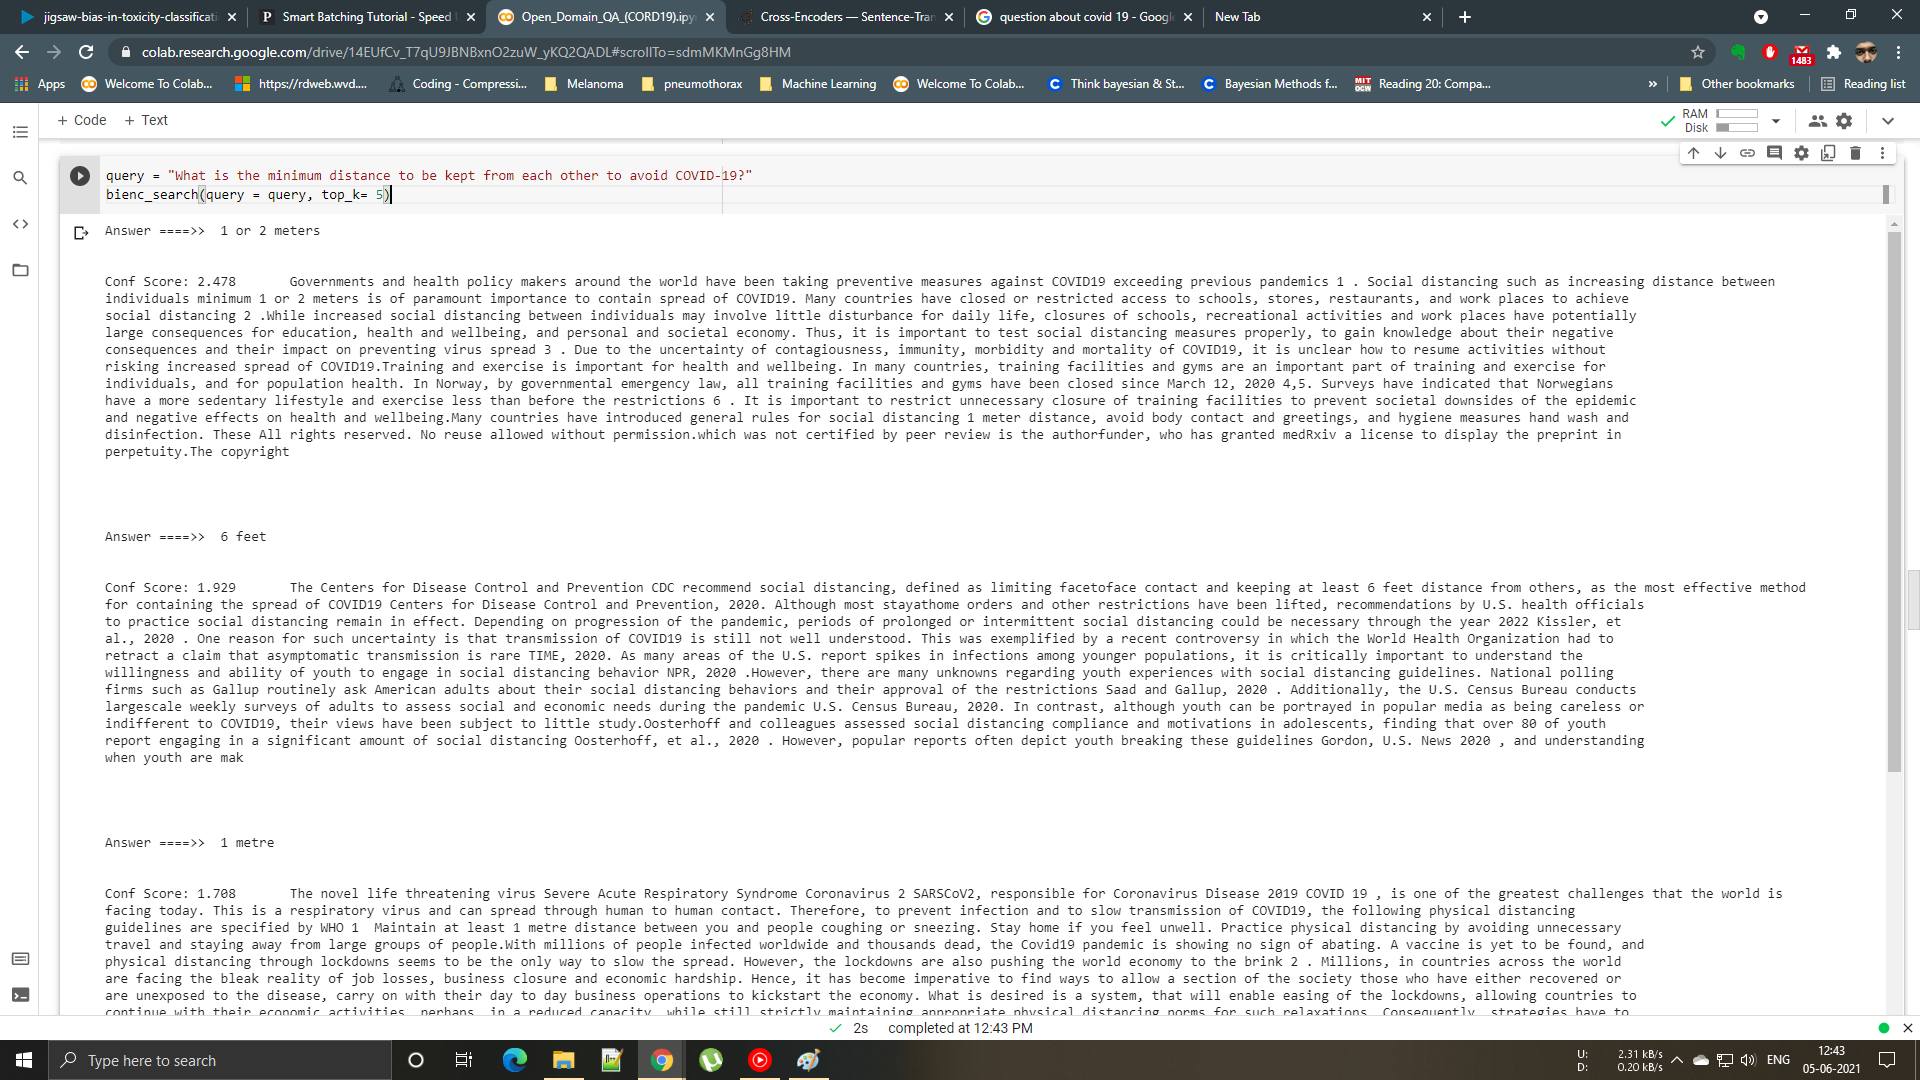 jigsaw-bias-in-toxicity-classificati
Smart Batching Tutorial - Speed
Open_Domain_QA_(CORD19).ipy
Cross-Encoders — Sentence-Tran
question about covid 19 - Googl
New Tab
colab.research.google.com/drive/14EUfCv_T7qU9JBNBxnO2zuW_yKQ2QADL#scrollTo=sdmMKMnGg8HM
1483
Apps
Welcome To Colab...
https://rdweb.wvd....
Coding - Compressi...
Melanoma
pneumothorax
Machine Learning
Welcome To Colab...
Think bayesian & St...
Bayesian Methods f...
Reading 20: Compa...
»
Other bookmarks
Reading list
+ Code + Text
RAM
Disk
query = "What is the minimum distance to be kept from each other to avoid COVID-19?"
bienc_search(query = query, top_k= 5)
Answer ====>> 1 or 2 meters
Conf Score: 2.478 Governments and health policy makers around the world have been taking preventive measures against COVID19 exceeding previous pandemics 1 . Social distancing such as increasing distance between
individuals minimum 1 or 2 meters is of paramount importance to contain spread of COVID19. Many countries have closed or restricted access to schools, stores, restaurants, and work places to achieve
social distancing 2 .While increased social distancing between individuals may involve little disturbance for daily life, closures of schools, recreational activities and work places have potentially
large consequences for education, health and wellbeing, and personal and societal economy. Thus, it is important to test social distancing measures properly, to gain knowledge about their negative
consequences and their impact on preventing virus spread 3 . Due to the uncertainty of contagiousness, immunity, morbidity and mortality of COVID19, it is unclear how to resume activities without
risking increased spread of COVID19.Training and exercise is important for health and wellbeing. In many countries, training facilities and gyms are an important part of training and exercise for
individuals, and for population health. In Norway, by governmental emergency law, all training facilities and gyms have been closed since March 12, 2020 4,5. Surveys have indicated that Norwegians
have a more sedentary lifestyle and exercise less than before the restrictions 6 . It is important to restrict unnecessary closure of training facilities to prevent societal downsides of the epidemic
and negative effects on health and wellbeing.Many countries have introduced general rules for social distancing 1 meter distance, avoid body contact and greetings, and hygiene measures hand wash and
disinfection. These All rights reserved. No reuse allowed without permission.which was not certified by peer review is the authorfunder, who has granted medRxiv a license to display the preprint in
perpetuity.The copyright
Answer ====>> 6 feet
Conf Score: 1.929 The Centers for Disease Control and Prevention CDC recommend social distancing, defined as limiting facetoface contact and keeping at least 6 feet distance from others, as the most effective method
for containing the spread of COVID19 Centers for Disease Control and Prevention, 2020. Although most stayathome orders and other restrictions have been lifted, recommendations by U.S. health officials
to practice social distancing remain in effect. Depending on progression of the pandemic, periods of prolonged or intermittent social distancing could be necessary through the year 2022 Kissler, et
al., 2020 . One reason for such uncertainty is that transmission of COVID19 is still not well understood. This was exemplified by a recent controversy in which the World Health Organization had to
retract a claim that asymptomatic transmission is rare TIME, 2020. As many areas of the U.S. report spikes in infections among younger populations, it is critically important to understand the
willingness and ability of youth to engage in social distancing behavior NPR, 2020 .However, there are many unknowns regarding youth experiences with social distancing guidelines. National polling
firms such as Gallup routinely ask American adults about their social distancing behaviors and their approval of the restrictions Saad and Gallup, 2020 . Additionally, the U.S. Census Bureau conducts
largescale weekly surveys of adults to assess social and economic needs during the pandemic U.S. Census Bureau, 2020. In contrast, although youth can be portrayed in popular media as being careless or
indifferent to COVID19, their views have been subject to little study.Oosterhoff and colleagues assessed social distancing compliance and motivations in adolescents, finding that over 80 of youth
report engaging in a significant amount of social distancing Oosterhoff, et al., 2020 . However, popular reports often depict youth breaking these guidelines Gordon, U.S. News 2020 , and understanding
when youth are mak
Answer ====>> 1 metre
Conf Score: 1.708 The novel life threatening virus Severe Acute Respiratory Syndrome Coronavirus 2 SARSCoV2, responsible for Coronavirus Disease 2019 COVID 19 , is one of the greatest challenges that the world is
facing today. This is a respiratory virus and can spread through human to human contact. Therefore, to prevent infection and to slow transmission of COVID19, the following physical distancing
guidelines are specified by WHO 1 Maintain at least 1 metre distance between you and people coughing or sneezing. Stay home if you feel unwell. Practice physical distancing by avoiding unnecessary
travel and staying away from large groups of people.With millions of people infected worldwide and thousands dead, the Covid19 pandemic is showing no sign of abating. A vaccine is yet to be found, and
physical distancing through lockdowns seems to be the only way to slow the spread. However, the lockdowns are also pushing the world economy to the brink 2 . Millions, in countries across the world
are facing the bleak reality of job losses, business closure and economic hardship. Hence, it has become imperative to find ways to allow a section of the society those who have either recovered or
are unexposed to the disease, carry on with their day to day business operations to kickstart the economy. What is desired is a system, that will enable easing of the lockdowns, allowing countries to
continue with their economic activities, perhaps, in a reduced capacity, while still strictly maintaining appropriate physical distancing norms for such relaxations. Consequently, strategies have to
2s completed at 12:43 PM
Type here to search
U: 2.31 kB/s
D: 0.20 kB/s
ENG
12:43
05-06-2021